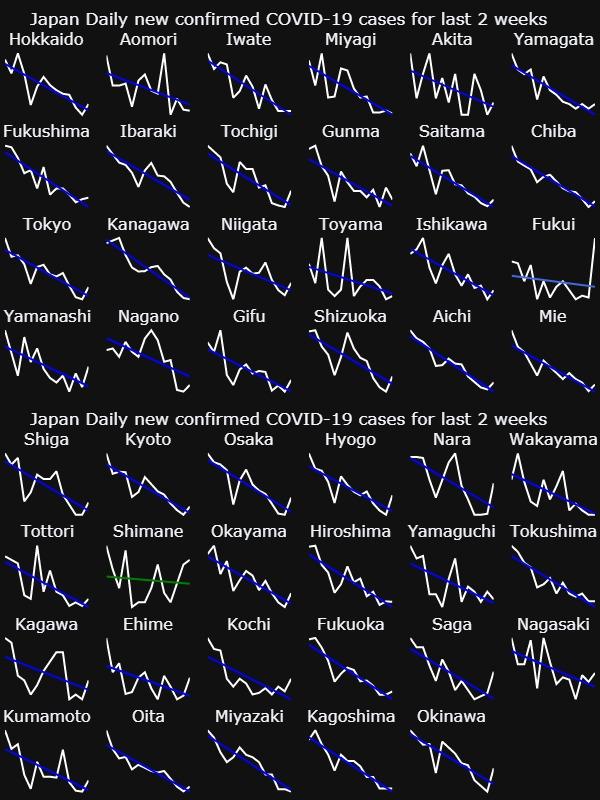 Japan Daily new confirmed COVID-19 cases for last 2 weeks
Hokkaido Aomori Iwate Miyagi Akita Yamagata
Fukushima Ibaraki Tochigi Gunma Saitama Chiba
Tokyo Kanagawa Niigata Toyama Ishikawa Fukui
Yamanashi Nagano Gifu Shizuoka Aichi Mie
Japan Daily new confirmed COVID-19 cases for last 2 weeks
Shiga Kyoto Osaka Hyogo Nara Wakayama
Tottori Shimane Okayama Hiroshima Yamaguchi Tokushima
Kagawa Ehime Kochi Fukuoka Saga Nagasaki
Kumamoto Oita Miyazaki Kagoshima Okinawa